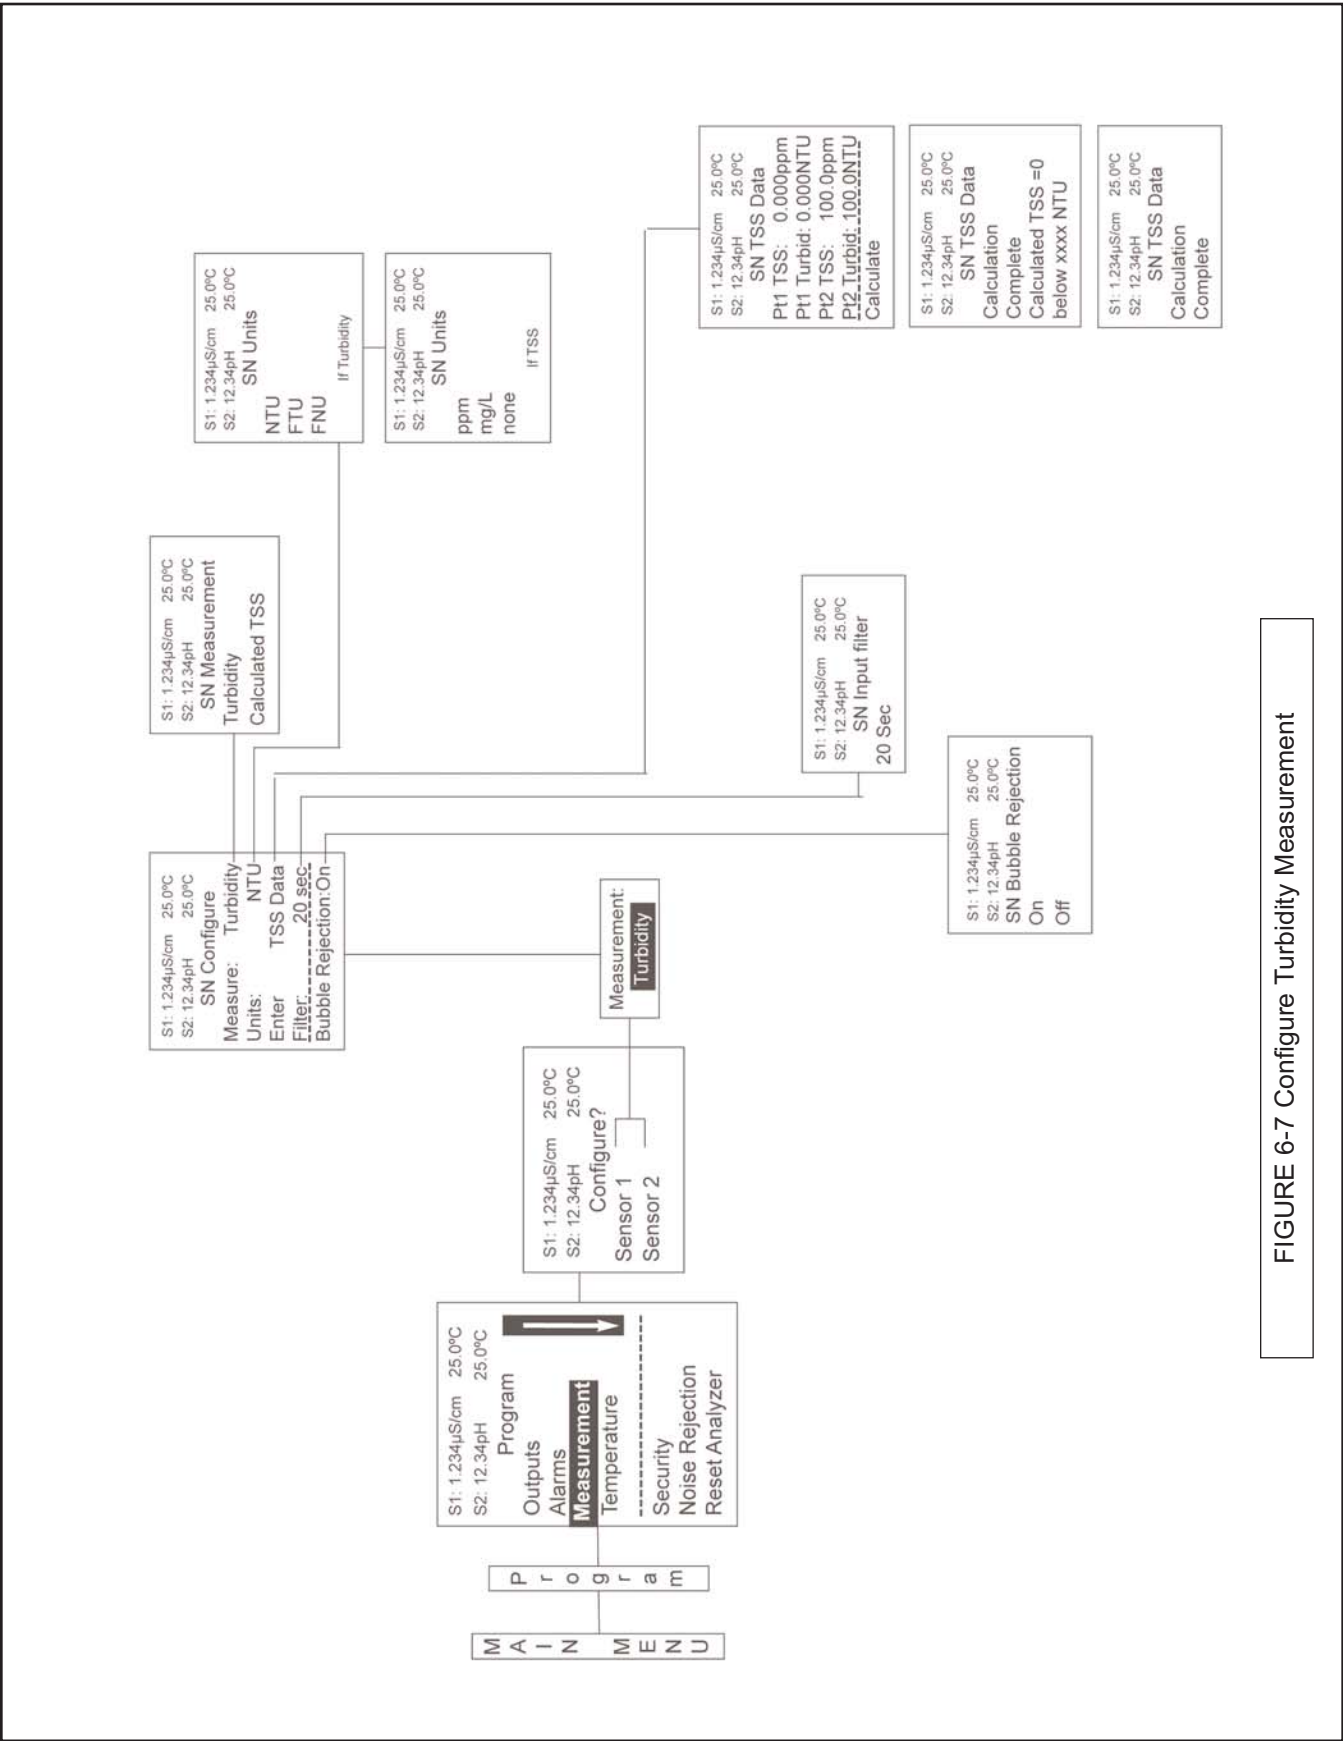 MAIN MENU
Program
S1: 1.234µS/cm 25.0ºC
S2: 12.34pH 25.0ºC
Program
Outputs
Alarms
Measurement
Temperature
Security
Noise Rejection
Reset Analyzer
S1: 1.234µS/cm 25.0ºC
S2: 12.34pH 25.0ºC
Configure?
Sensor 1
Sensor 2
Measurement:
Turbidity
S1: 1.234µS/cm 25.0ºC
S2: 12.34pH 25.0ºC
SN Configure
Measure: Turbidity
Units: NTU
Enter TSS Data
Filter: 20 sec
Bubble Rejection:On
S1: 1.234µS/cm 25.0ºC
S2: 12.34pH 25.0ºC
SN Measurement
Turbidity
Calculated TSS
S1: 1.234µS/cm 25.0ºC
S2: 12.34pH 25.0ºC
SN Units
NTU
FTU
FNU
If Turbidity
S1: 1.234µS/cm 25.0ºC
S2: 12.34pH 25.0ºC
SN Units
ppm
mg/L
none
If TSS
S1: 1.234µS/cm 25.0ºC
S2: 12.34pH 25.0ºC
SN TSS Data
Pt1 TSS: 0.000ppm
Pt1 Turbid: 0.000NTU
Pt2 TSS: 100.0ppm
Pt2 Turbid: 100.0NTU
Calculate
S1: 1.234µS/cm 25.0ºC
S2: 12.34pH 25.0ºC
SN TSS Data
Calculation
Complete
Calculated TSS =0
below xxxx NTU
S1: 1.234µS/cm 25.0ºC
S2: 12.34pH 25.0ºC
SN TSS Data
Calculation
Complete
S1: 1.234µS/cm 25.0ºC
S2: 12.34pH 25.0ºC
SN Input filter
20 Sec
S1: 1.234µS/cm 25.0ºC
S2: 12.34pH 25.0ºC
SN Bubble Rejection
On
Off
FIGURE 6-7 Configure Turbidity Measurement